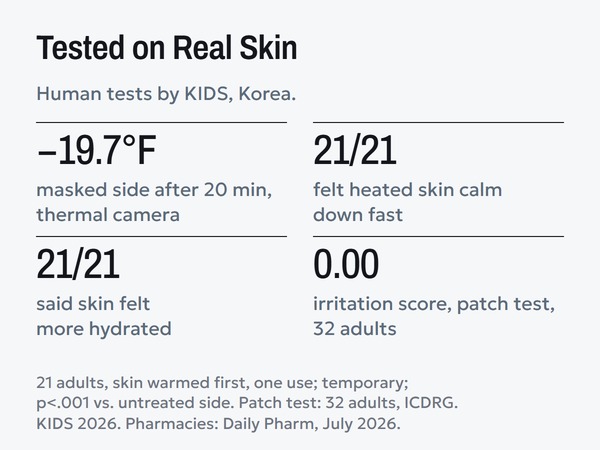 Tested on Real Skin
Human tests by KIDS, Korea.
−19.7°F
masked side after 20 min,
thermal camera
21/21
felt heated skin calm
down fast
21/21
said skin felt
more hydrated
0.00
irritation score, patch test,
32 adults
21 adults, skin warmed first, one use; temporary;
p<.001 vs. untreated side. Patch test: 32 adults, ICDRG.
KIDS 2026. Pharmacies: Daily Pharm, July 2026.